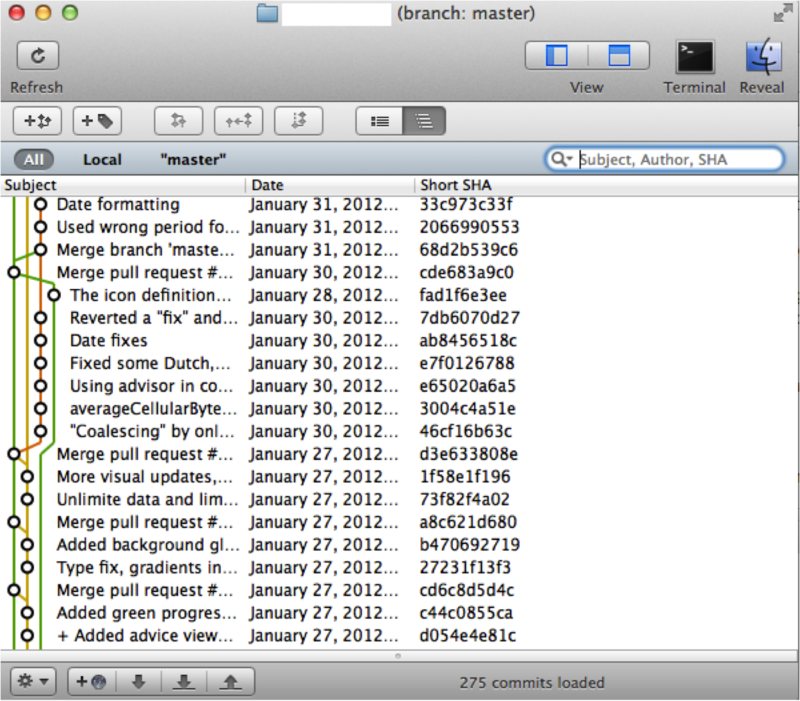 (branch: master)
Refresh View Terminal Reveal
All Local "master" Subject, Author, SHA
Subject Date Short SHA
Date formatting January 31, 2012... 33c973c33f
Used wrong period fo... January 31, 2012... 2066990553
Merge branch 'maste... January 31, 2012... 68d2b539c6
Merge pull request #... January 30, 2012... cde683a9c0
The icon definition... January 28, 2012... fad1f6e3ee
Reverted a "fix" and... January 30, 2012... 7db6070d27
Date fixes January 30, 2012... ab8456518c
Fixed some Dutch,... January 30, 2012... e7f0126788
Using advisor in co... January 30, 2012... e65020a6a5
averageCellularByte... January 30, 2012... 3004c4a51e
"Coalescing" by onl... January 30, 2012... 46cf16b63c
Merge pull request #... January 27, 2012... d3e633808e
More visual updates,... January 27, 2012... 1f58e1f196
Unlimite data and lim... January 27, 2012... 73f82f4a02
Merge pull request #... January 27, 2012... a8c621d680
Added background gl... January 27, 2012... b470692719
Type fix, gradients in... January 27, 2012... 27231f13f3
Merge pull request #... January 27, 2012... cd6c8d5d4c
Added green progres... January 27, 2012... c44c0855ca
+ Added advice view... January 27, 2012... d054e4e81c
275 commits loaded